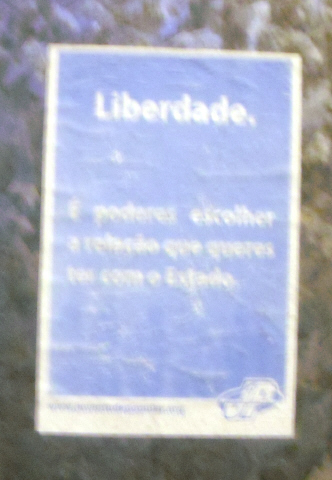 Liberdade.
É poderes escolher
a relação que queres
ter com o Estado.